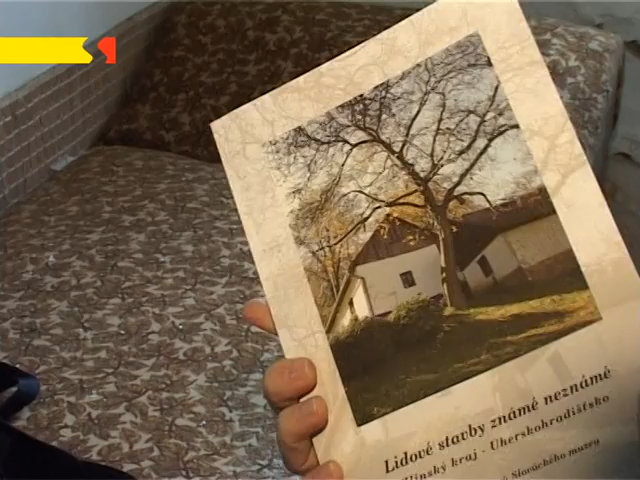 Lidové stavby známé neznámé
Zlínský kraj - Uherskohradišťsko
Slováckého muzea